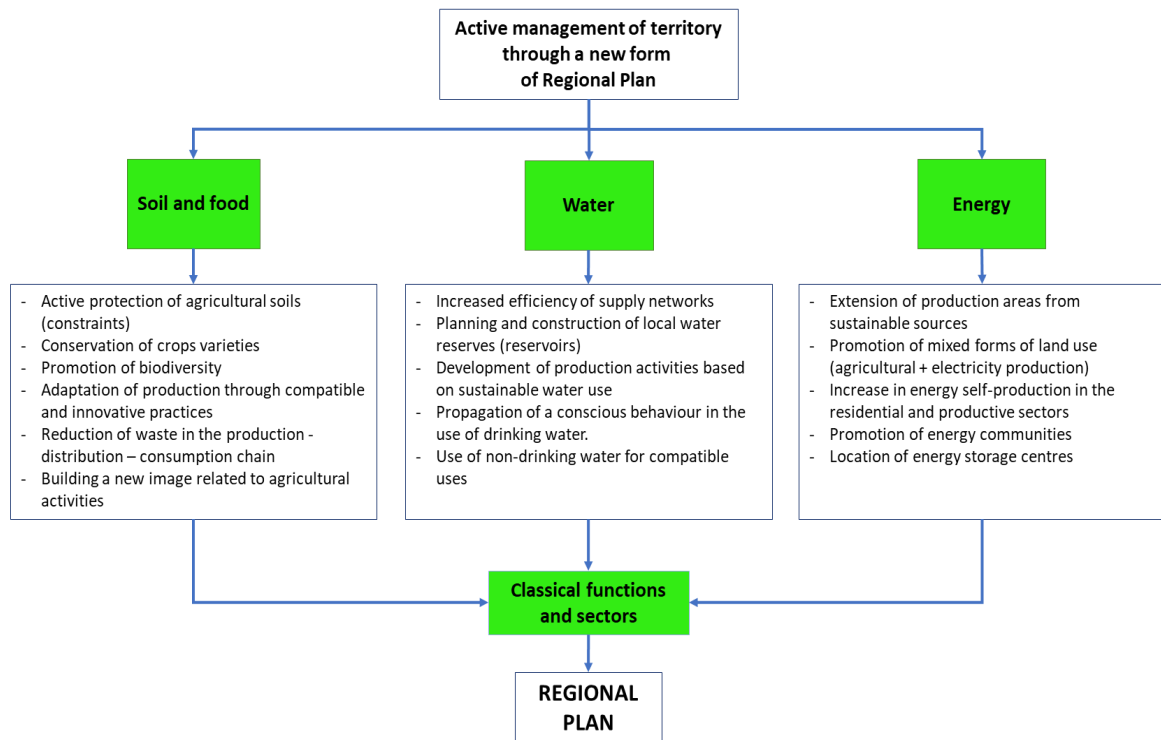 Active management of territory
through a new form
of Regional Plan
Soil and food
Water
Energy
- Active protection of agricultural soils
(constraints)
- Conservation of crops varieties
- Promotion of biodiversity
- Adaptation of production through compatible
and innovative practices
- Reduction of waste in the production -
distribution – consumption chain
- Building a new image related to agricultural
activities
- Increased efficiency of supply networks
- Planning and construction of local water
reserves (reservoirs)
- Development of production activities based
on sustainable water use
- Propagation of a conscious behaviour in the
use of drinking water.
- Use of non-drinking water for compatible
uses
- Extension of production areas from
sustainable sources
- Promotion of mixed forms of land use
(agricultural + electricity production)
- Increase in energy self-production in the
residential and productive sectors
- Promotion of energy communities
- Location of energy storage centres
Classical functions
and sectors
REGIONAL
PLAN